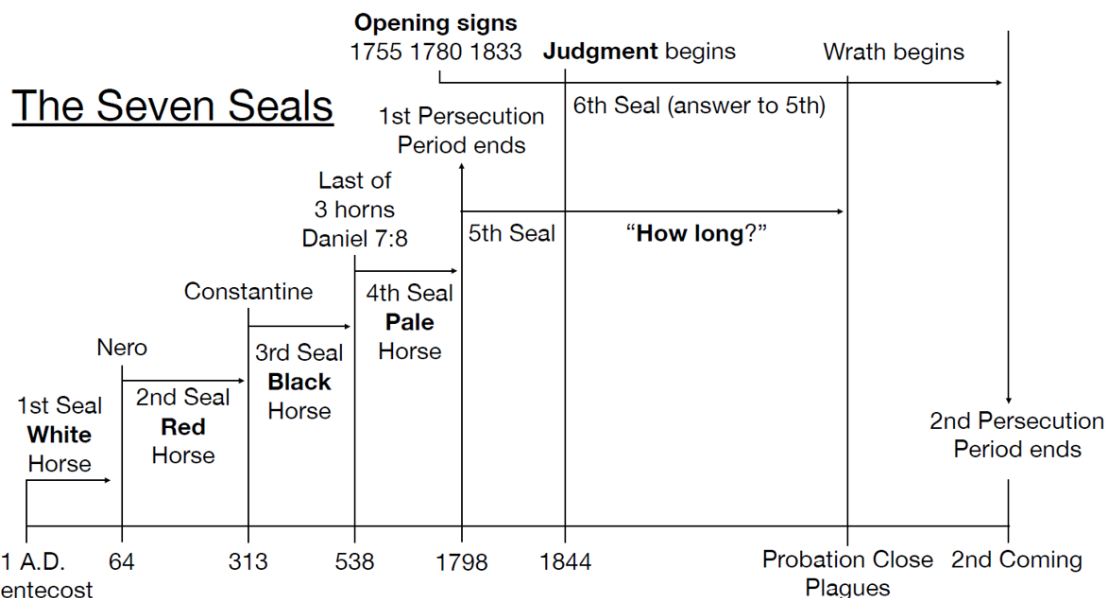 Opening signs
1755 1780 1833
Judgment begins
Wrath begins
The Seven Seals
6th Seal (answer to 5th)
1st Persecution
Period ends
Last of
3 horns
Daniel 7:8
5th Seal
“How long?”
Constantine
4th Seal
Pale
Horse
Nero
3rd Seal
Black
Horse
1st Seal
White
Horse
2nd Seal
Red
Horse
2nd Persecution
Period ends
1 A.D.
entecost
64
313
538
1798
1844
Probation Close
Plagues
2nd Coming